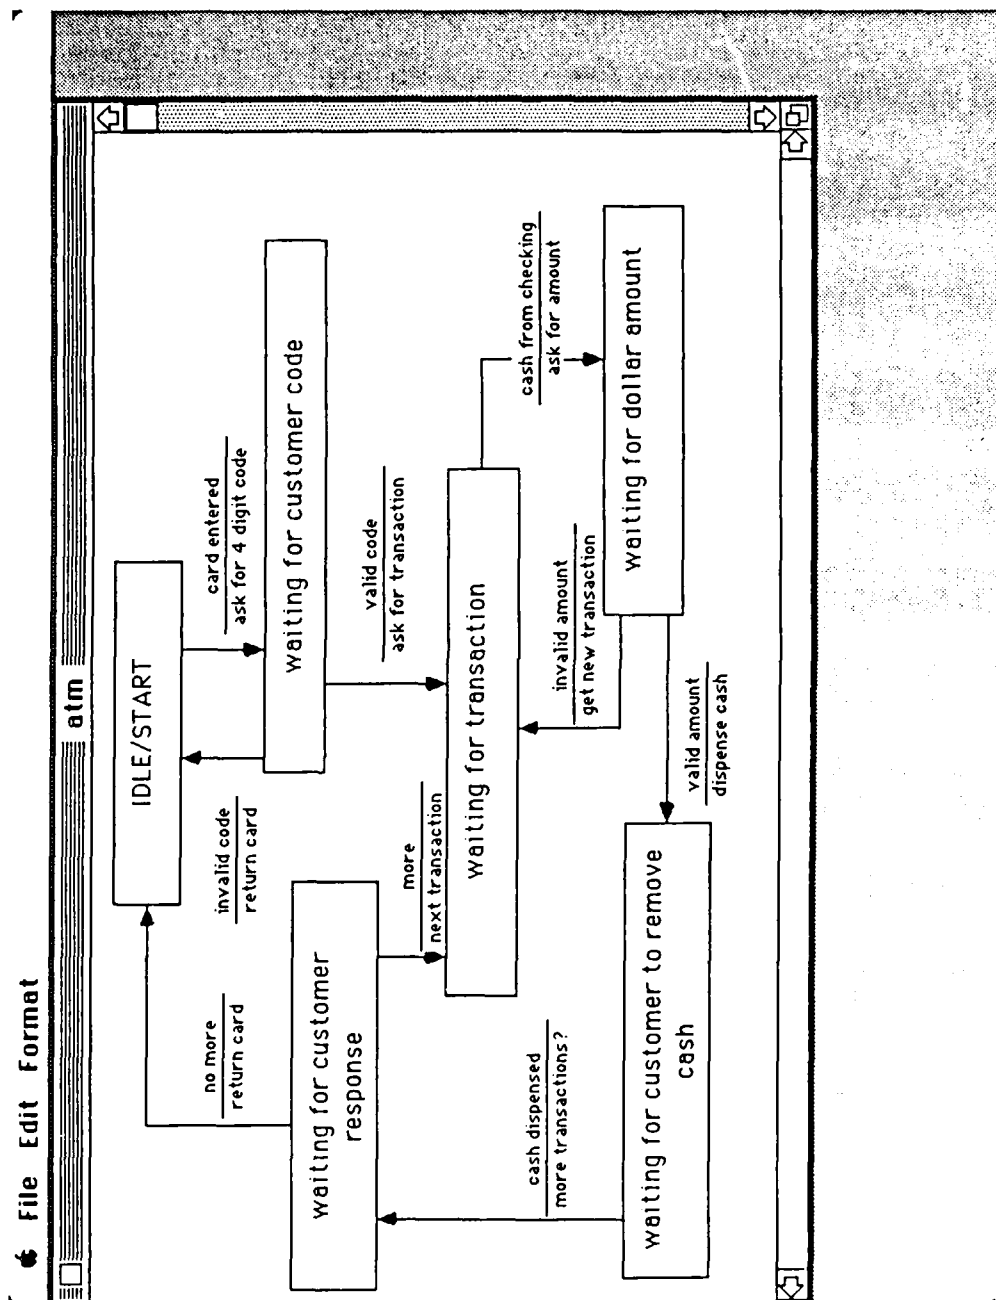 File Edit Format
atm
IDLE/START
no more
return card
invalid code
return card
card entered
ask for 4 digit code
waiting for customer
response
waiting for customer code
more
next transaction
valid code
ask for transaction
waiting for transaction
cash dispensed
more transactions?
invalid amount
get new transaction
cash from checking
ask for amount
waiting for customer to remove
cash
valid amount
dispense cash
waiting for dollar amount